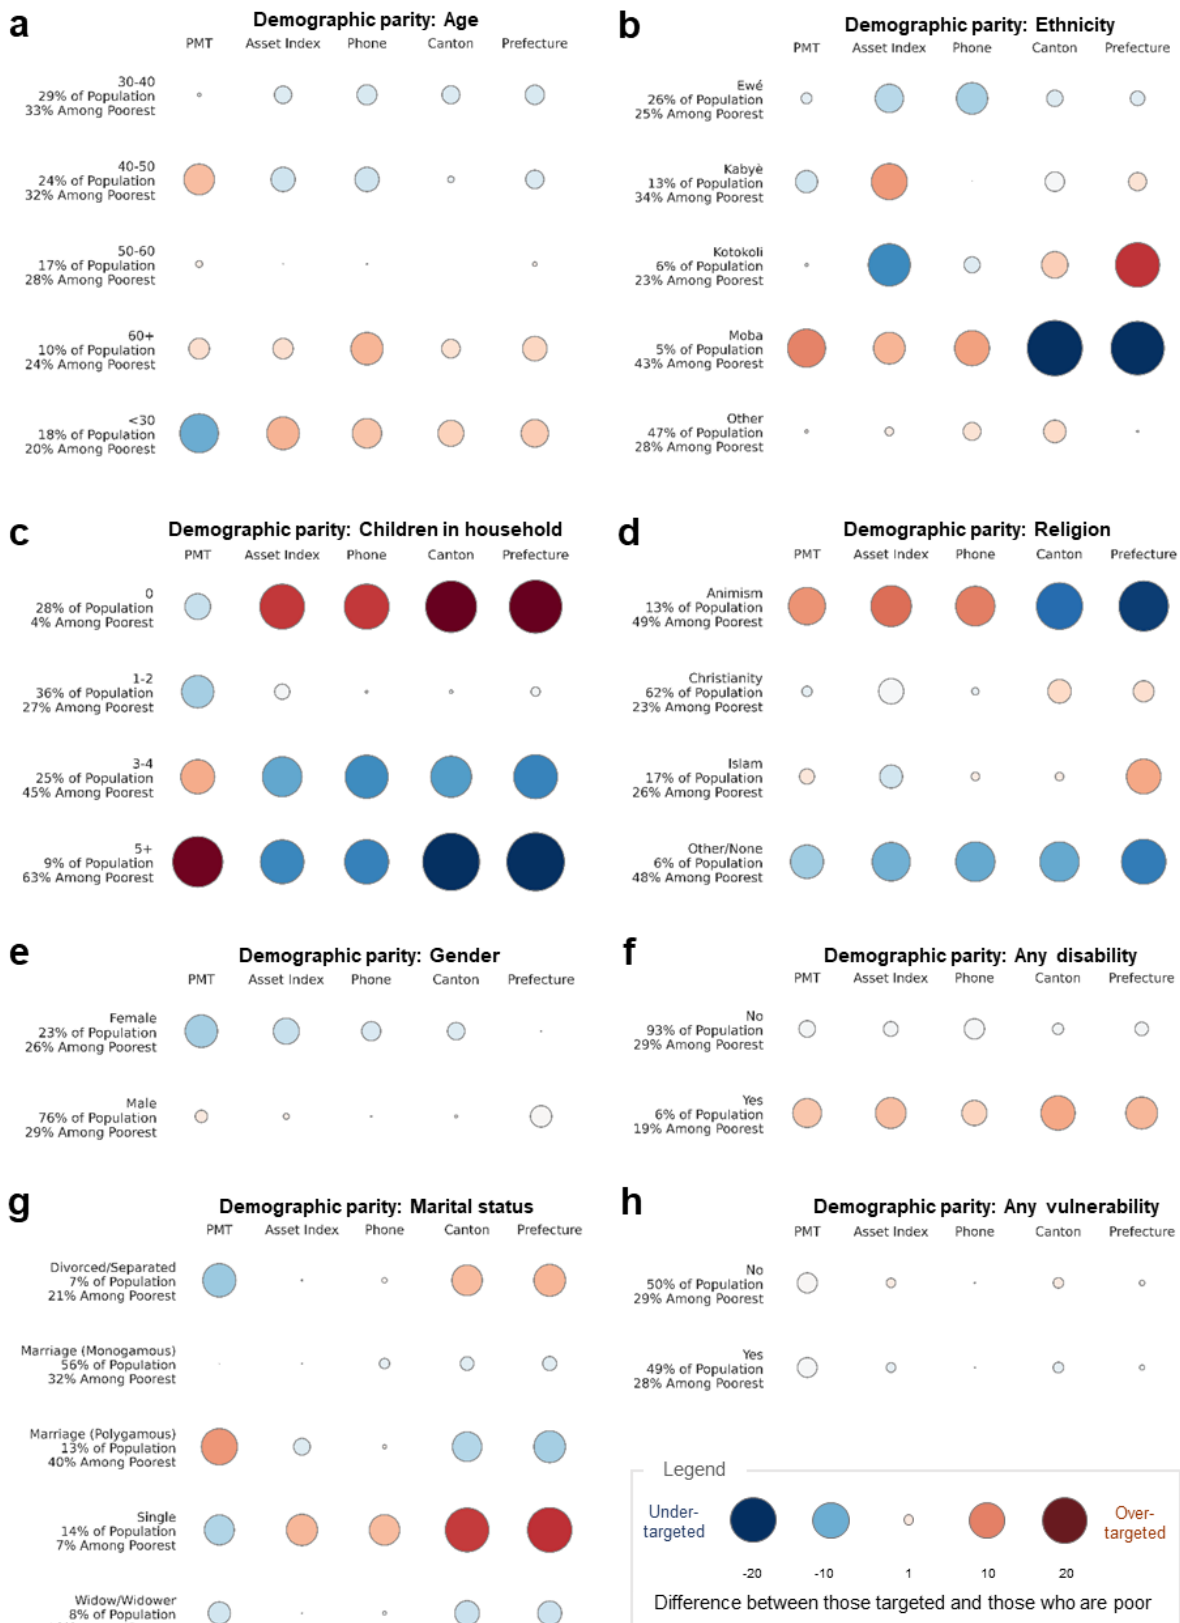 a
Demographic parity: Age
PMT Asset Index Phone Canton Prefecture
30-40
29% of Population
33% Among Poorest
40-50
24% of Population
32% Among Poorest
50-60
17% of Population
28% Among Poorest
60+
10% of Population
24% Among Poorest
<30
18% of Population
20% Among Poorest
b
Demographic parity: Ethnicity
PMT Asset Index Phone Canton Prefecture
Ewé
26% of Population
25% Among Poorest
Kabyè
13% of Population
34% Among Poorest
Kotokoli
6% of Population
23% Among Poorest
Moba
5% of Population
43% Among Poorest
Other
47% of Population
28% Among Poorest
c
Demographic parity: Children in household
PMT Asset Index Phone Canton Prefecture
0
28% of Population
4% Among Poorest
1-2
36% of Population
27% Among Poorest
3-4
25% of Population
45% Among Poorest
5+
9% of Population
63% Among Poorest
d
Demographic parity: Religion
PMT Asset Index Phone Canton Prefecture
Animism
13% of Population
49% Among Poorest
Christianity
62% of Population
23% Among Poorest
Islam
17% of Population
26% Among Poorest
Other/None
6% of Population
48% Among Poorest
e
Demographic parity: Gender
PMT Asset Index Phone Canton Prefecture
Female
23% of Population
26% Among Poorest
Male
76% of Population
29% Among Poorest
f
Demographic parity: Any disability
PMT Asset Index Phone Canton Prefecture
No
93% of Population
29% Among Poorest
Yes
6% of Population
19% Among Poorest
g
Demographic parity: Marital status
PMT Asset Index Phone Canton Prefecture
Divorced/Separated
7% of Population
21% Among Poorest
Marriage (Monogamous)
56% of Population
32% Among Poorest
Marriage (Polygamous)
13% of Population
40% Among Poorest
Single
14% of Population
7% Among Poorest
Widow/Widower
8% of Population
h
Demographic parity: Any vulnerability
PMT Asset Index Phone Canton Prefecture
No
50% of Population
29% Among Poorest
Yes
49% of Population
28% Among Poorest
Legend
Under-
targeted
Over-
targeted
-20 -10 1 10 20
Difference between those targeted and those who are poor